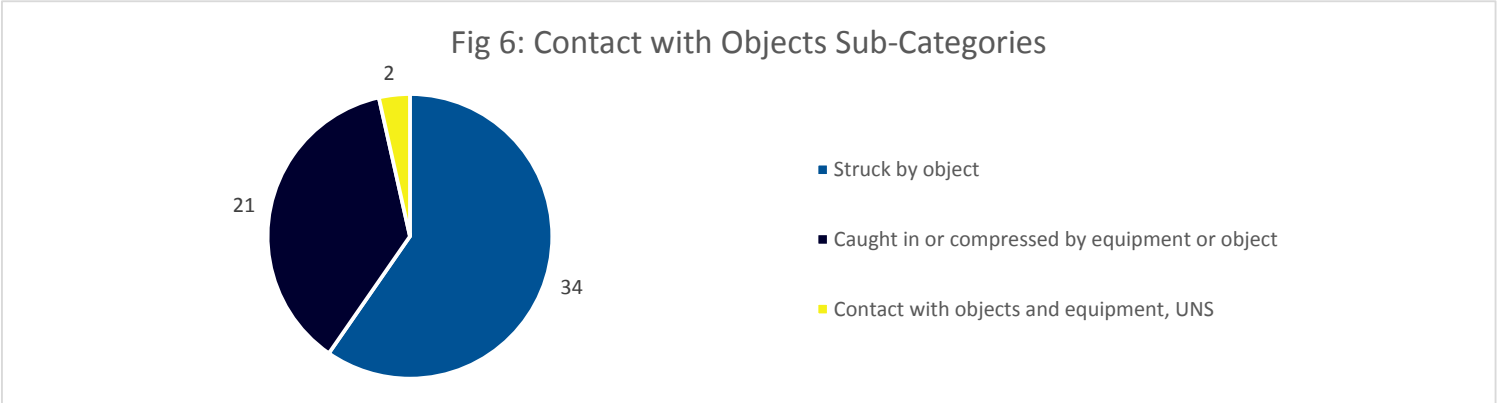 Fig 6: Contact with Objects Sub-Categories
2
21
34
Struck by object
Caught in or compressed by equipment or object
Contact with objects and equipment, UNS